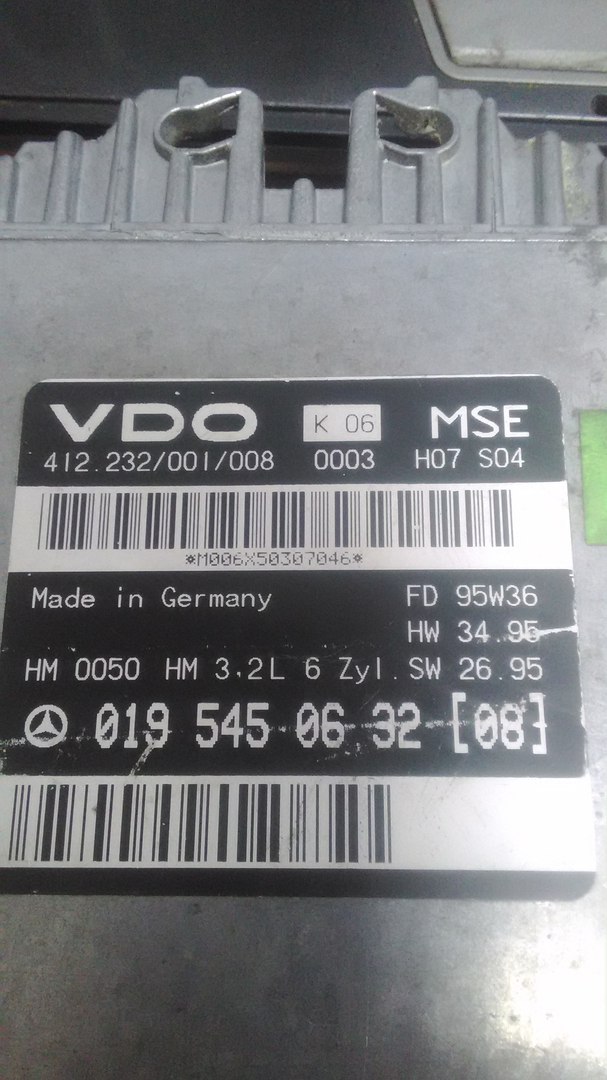 VDO K 06 MSE
412.232/001/008 0003 H07 S04
*M006X50307046*
Made in Germany FD 95W36
HW 34.95
HM 0050 HM 3,2L 6 Zyl. SW 26.95
019 545 06 32 [08]